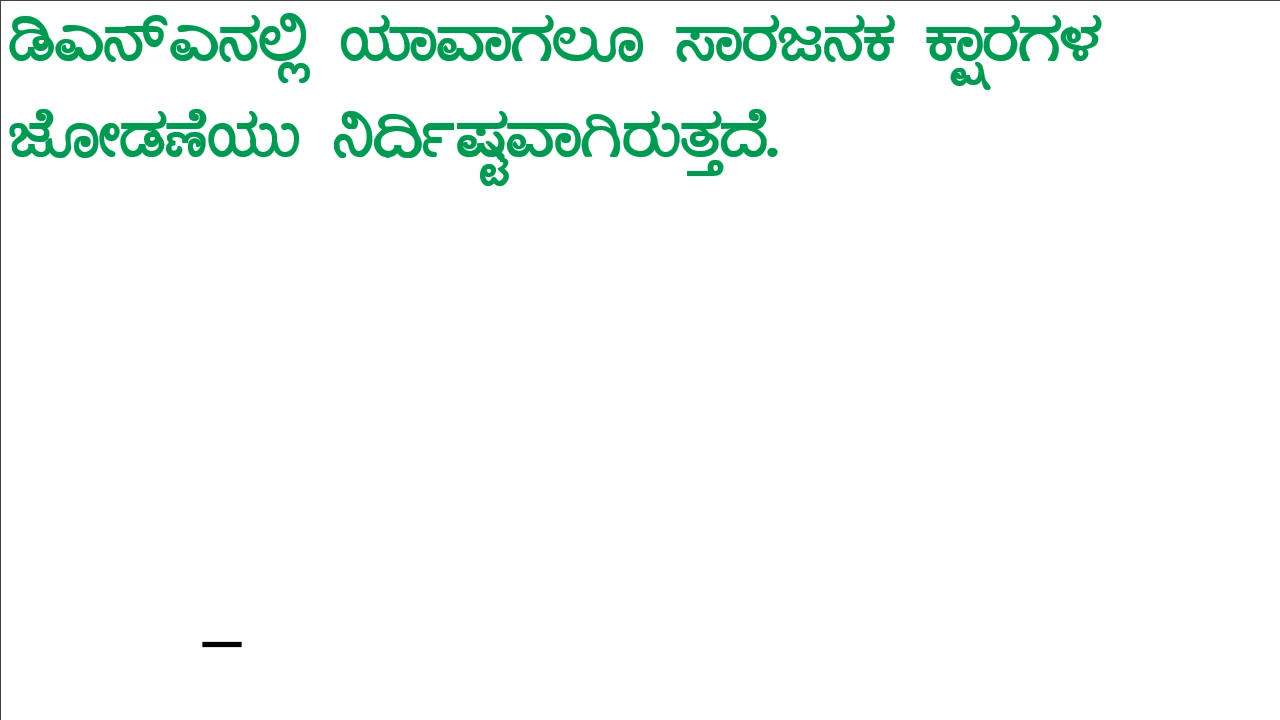 ಡಿಎನ್ಎನಲ್ಲಿ ಯಾವಾಗಲೂ ಸಾರಜನಕ ಕ್ಷಾರಗಳ
ಜೋಡಣೆಯು ನಿರ್ದಿಷ್ಟವಾಗಿರುತ್ತದೆ.